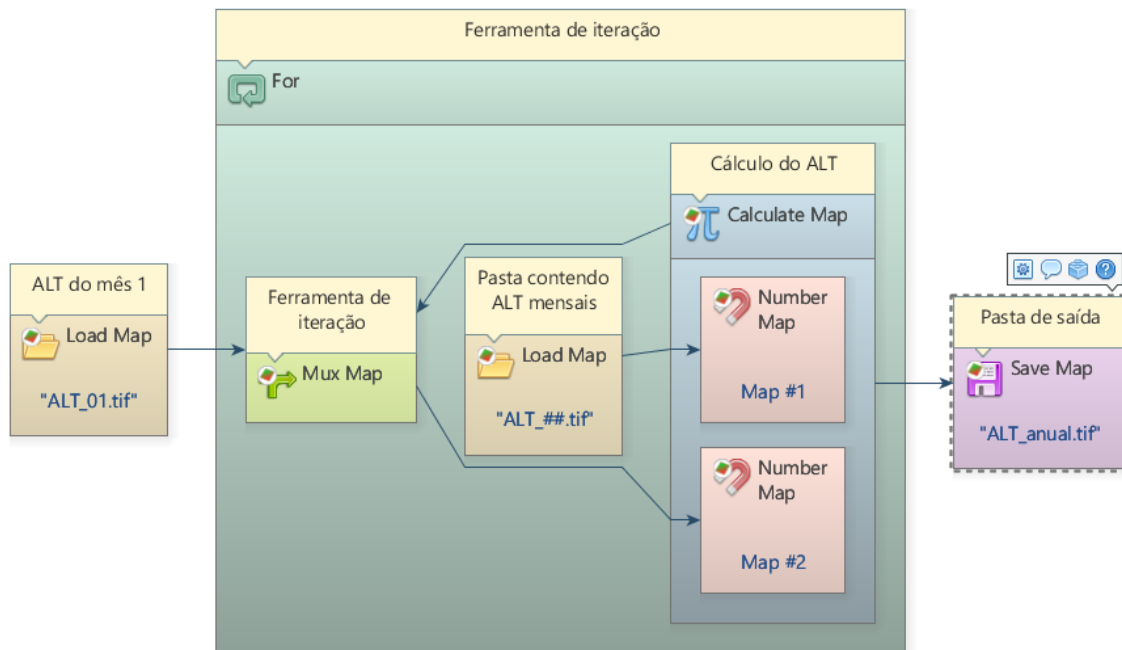 Ferramenta de iteração
For
Cálculo do ALT
Calculate Map
ALT do mês 1
Load Map
"ALT_01.tif"
Ferramenta de
iteração
Mux Map
Pasta contendo
ALT mensais
Load Map
"ALT_##.tif"
Number
Map
Map #1
Number
Map
Map #2
Pasta de saída
Save Map
"ALT_anual.tif"